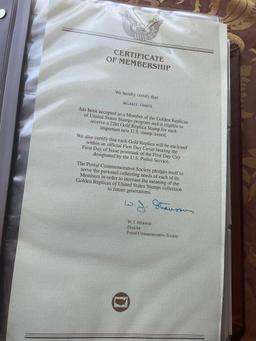 CERTIFICATE
OF MEMBERSHIP
We hereby certify that
has been accepted as a Member of the Golden Replicas
of United States Stamps program and is eligible to
receive a 22kt Gold Replica Stamp for each
important new U.S. stamp issued.
We also certify that each Gold Replica will be enclosed
within an official First Day Cover bearing the
First Day of Issue postmark of the First Day City
designated by the U.S. Postal Service.
The Postal Commemorative Society pledges itself to
serve the personal collecting needs of each of its
Members in order to increase the meaning of the
Golden Replicas of United States Stamps collection
to future generations.
W. J.
W. J.
Director
Postal Commemorative Society